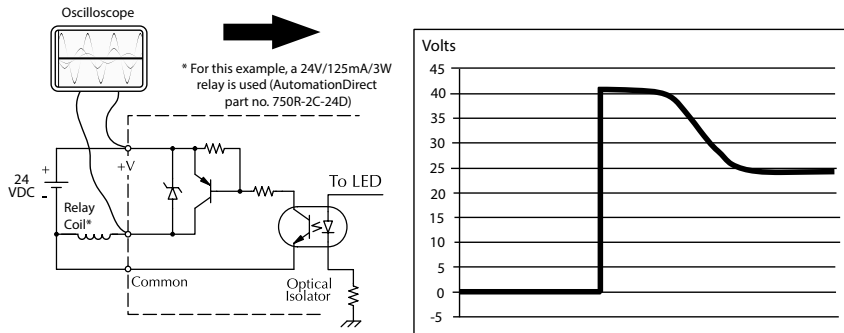 Oscilloscope
* For this example, a 24V/125mA/3W
relay is used (AutomationDirect
part no. 750R-2C-24D)
+V
+
24
VDC
-
Relay
Coil*
To LED
Common
Optical
Isolator
Volts
45
40
35
30
25
20
15
10
5
0
-5